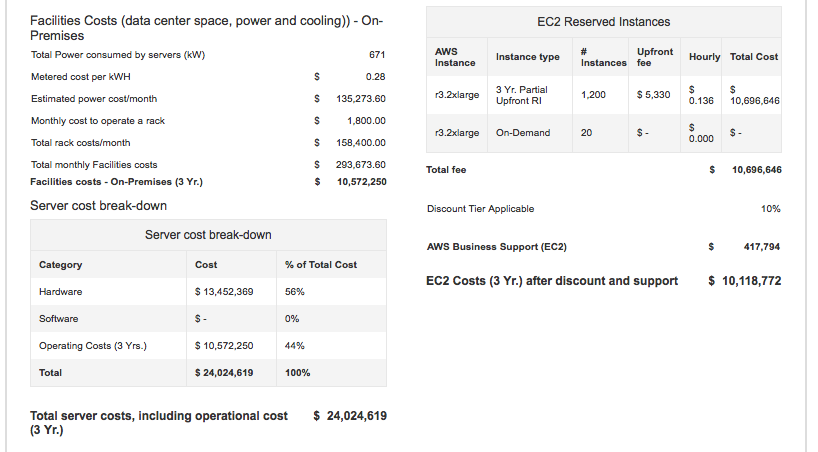 Facilities Costs (data center space, power and cooling)) - On-
Premises
Total Power consumed by servers (kW) 671
Metered cost per kWH $ 0.28
Estimated power cost/month $ 135,273.60
Monthly cost to operate a rack $ 1,800.00
Total rack costs/month $ 158,400.00
Total monthly Facilities costs $ 293,673.60
Facilities costs - On-Premises (3 Yr.) $ 10,572,250
Server cost break-down
Server cost break-down
Category Cost % of Total Cost
Hardware $ 13,452,369 56%
Software $ - 0%
Operating Costs (3 Yrs.) $ 10,572,250 44%
Total $ 24,024,619 100%
Total server costs, including operational cost $ 24,024,619
(3 Yr.)
EC2 Reserved Instances
AWS
Instance
Instance type
#
Instances
Upfront
fee
Hourly
Total Cost
r3.2xlarge
3 Yr. Partial
Upfront RI
1,200
$ 5,330
$
0.136
$
10,696,646
r3.2xlarge
On-Demand
20
$ -
$
0.000
$ -
Total fee $ 10,696,646
Discount Tier Applicable 10%
AWS Business Support (EC2) $ 417,794
EC2 Costs (3 Yr.) after discount and support $ 10,118,772